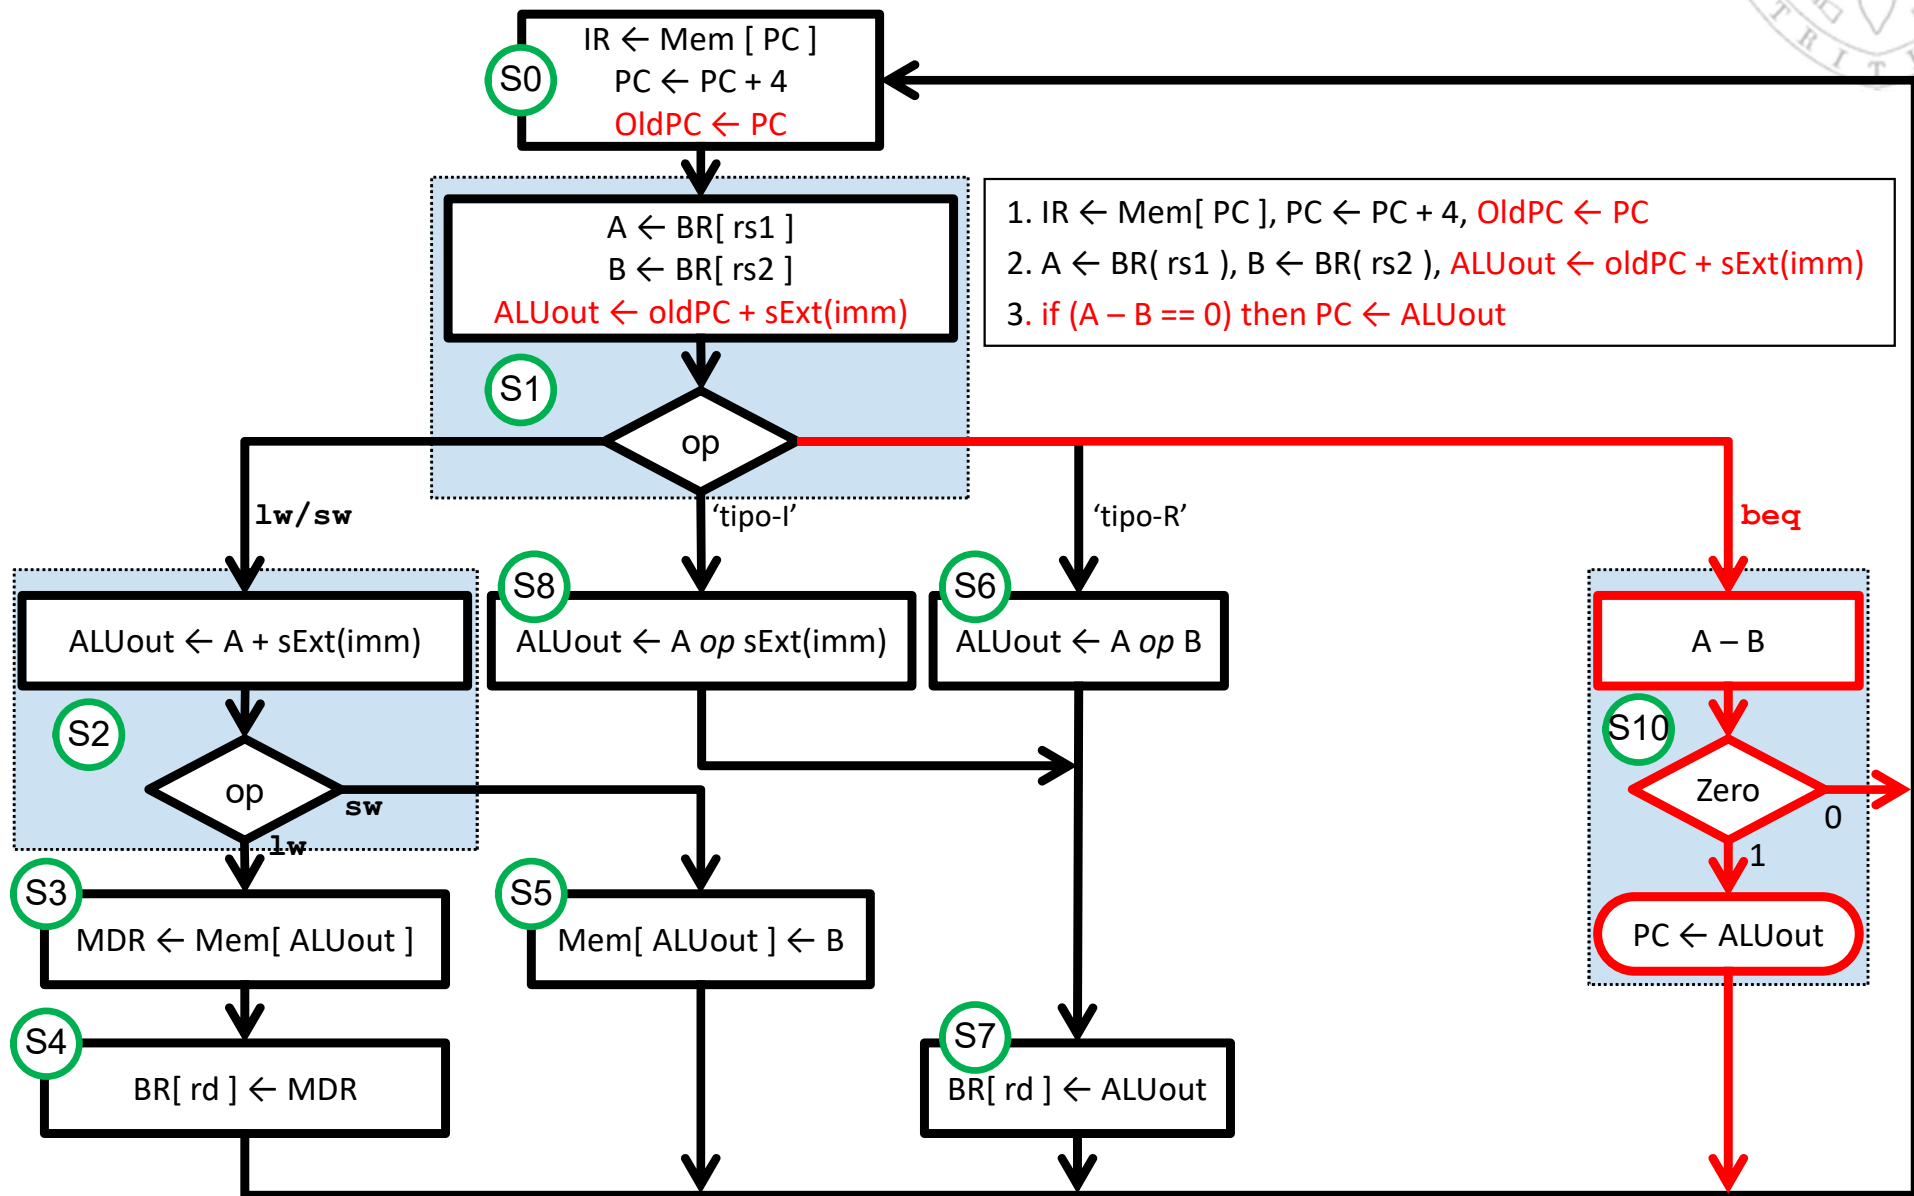 IR ← Mem [ PC ]
PC ← PC + 4
OldPC ← PC
S0
A ← BR[ rs1 ]
B ← BR[ rs2 ]
ALUout ← oldPC + sExt(imm)
S1
op
1. IR ← Mem[ PC ], PC ← PC + 4, OldPC ← PC
2. A ← BR( rs1 ), B ← BR( rs2 ), ALUout ← oldPC + sExt(imm)
3. if (A – B == 0) then PC ← ALUout
lw/sw
‘tipo-I’
‘tipo-R’
beq
S8
S6
ALUout ← A + sExt(imm)
ALUout ← A op sExt(imm)
ALUout ← A op B
A – B
S2
S10
op
sw
lw
Zero
0
1
S3
S5
MDR ← Mem[ ALUout ]
Mem[ ALUout ] ← B
PC ← ALUout
S4
S7
BR[ rd ] ← MDR
BR[ rd ] ← ALUout